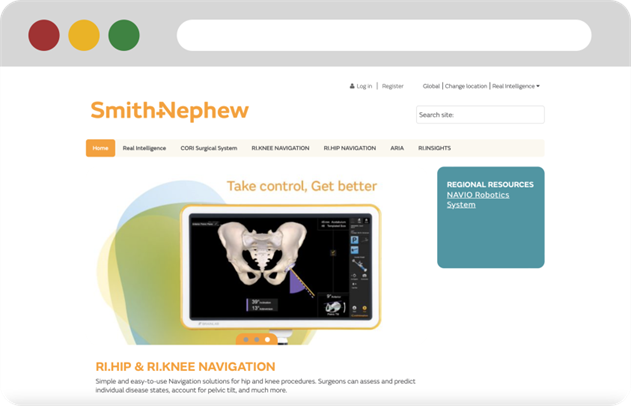 Log in | Register Global | Change location | Real Intelligence
Smith+Nephew
Search site:
Home Real Intelligence CORI Surgical System RI.KNEE NAVIGATION RI.HIP NAVIGATION ARIA RI.INSIGHTS
Take control, Get better
REGIONAL RESOURCES
NAVIO Robotics
System
39°
13°
9°
RI.HIP & RI.KNEE NAVIGATION
Simple and easy-to-use Navigation solutions for hip and knee procedures. Surgeons can assess and predict
individual disease states, account for pelvic tilt, and much more.